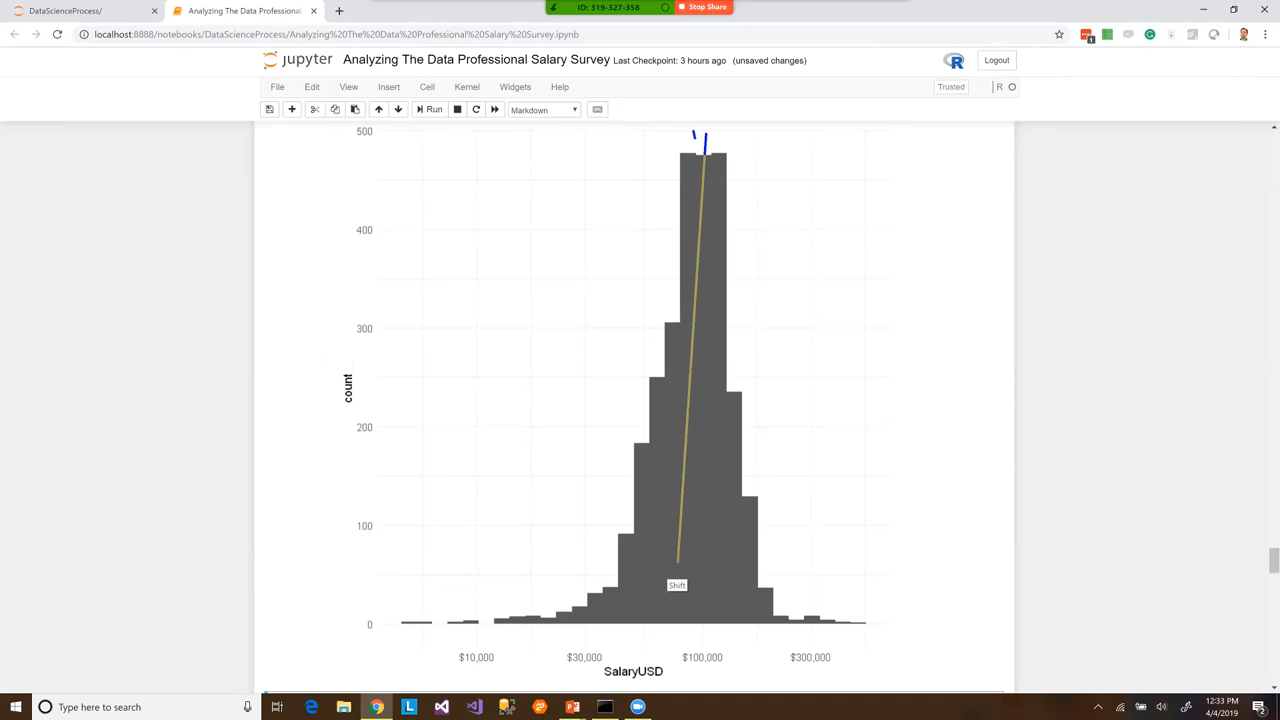 DataScienceProcess/
Analyzing The Data Professional
ID: 319-327-358
Stop Share
localhost:8888/notebooks/DataScienceProcess/Analyzing%20The%20Data%20Professional%20Salary%20Survey.ipynb
1
jupyter Analyzing The Data Professional Salary Survey Last Checkpoint: 3 hours ago (unsaved changes)
R
Logout
File Edit View Insert Cell Kernel Widgets Help
Trusted
R
Run
Markdown
500
400
300
200
100
0
count
Shift
$10,000 $30,000 $100,000 $300,000
SalaryUSD
Type here to search
12:33 PM
4/4/2019